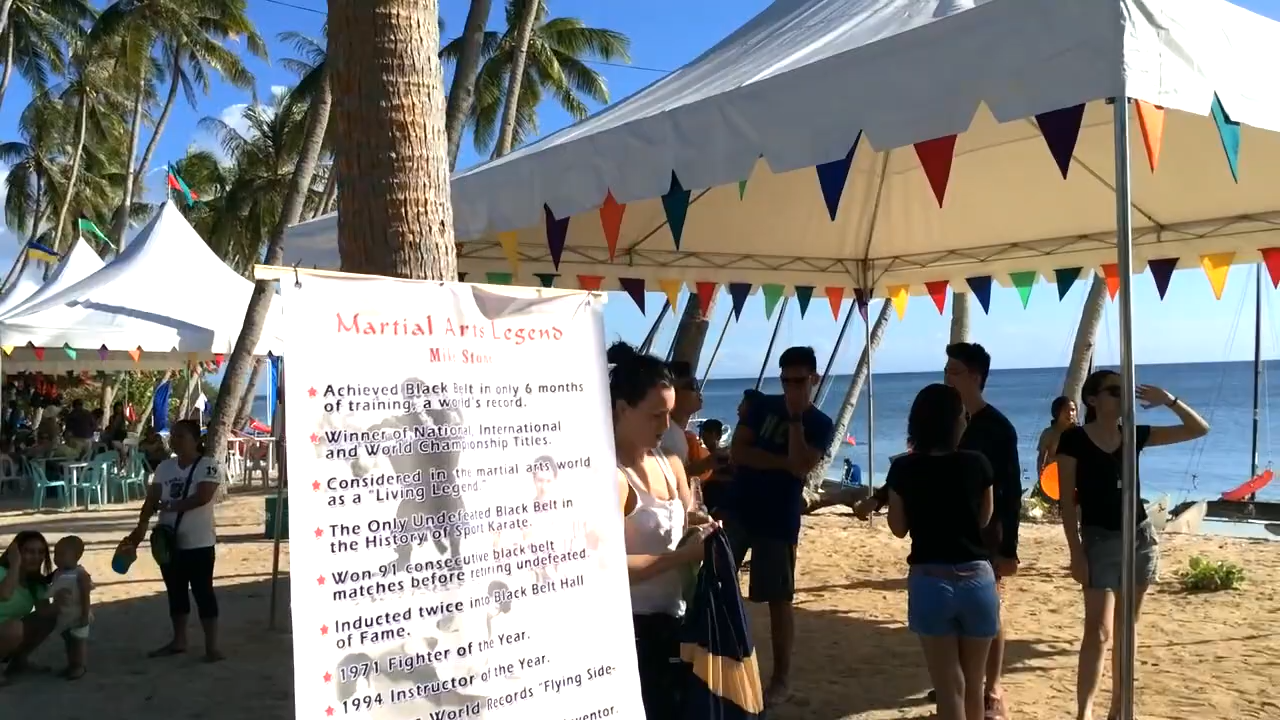 Martial Arts Legend
Mile Stone
Achieved Black Belt in only 6 months
of training, a world's record.
Winner of National, International
and World Championship Titles.
Considered in the martial arts world
as a "Living Legend."
The Only Undefeated Black Belt in
the History of Sport Karate.
Won 91 consecutive black belt
matches before retiring undefeated.
Inducted twice into Black Belt Hall
of Fame.
1971 Fighter of the Year.
1994 Instructor of the Year.
World Records "Flying Side-